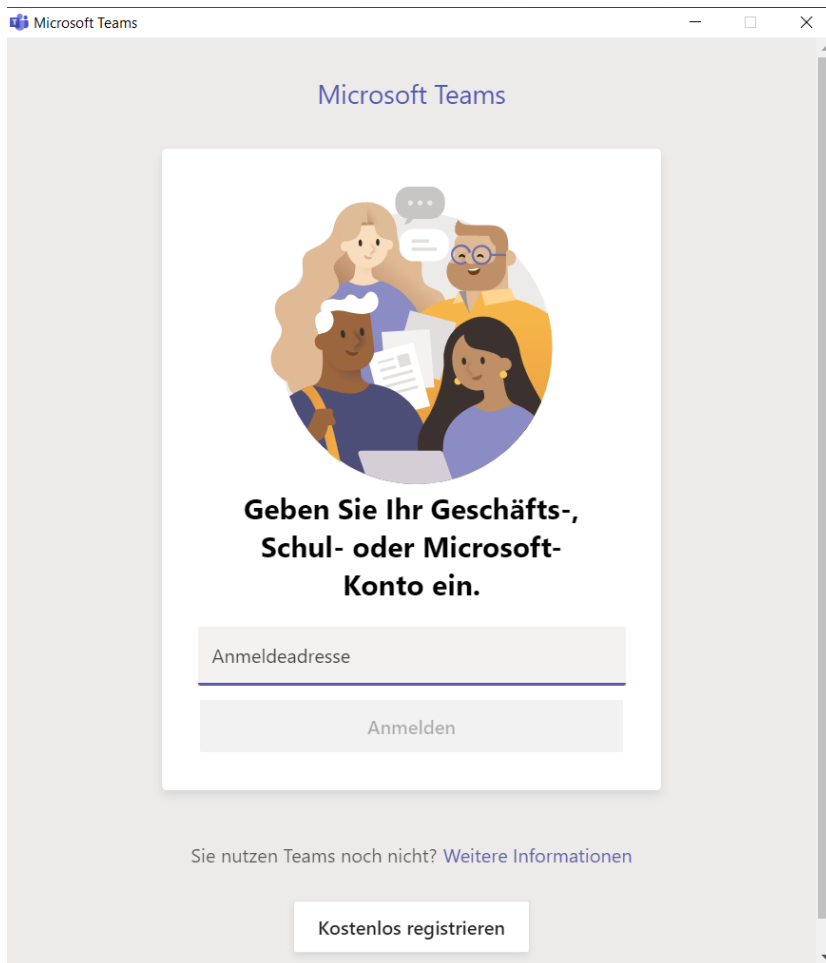 Microsoft Teams
Microsoft Teams
Geben Sie Ihr Geschäfts-,
Schul- oder Microsoft-
Konto ein.
Anmeldeadresse
Anmelden
Sie nutzen Teams noch nicht? Weitere Informationen
Kostenlos registrieren